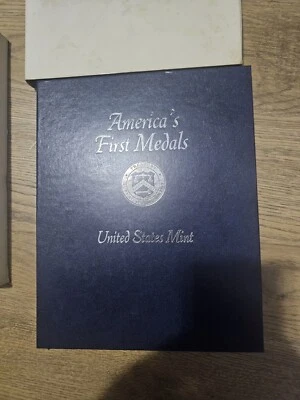 America's
First Medals
United States Mint